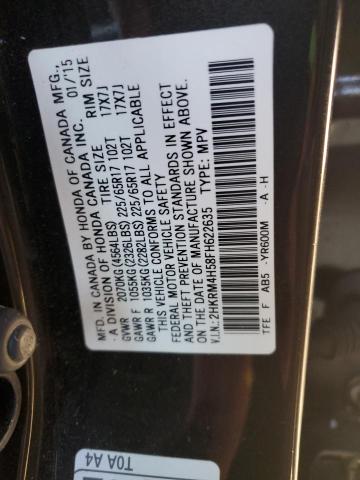 MFD. IN CANADA BY HONDA OF CANADA MFG.,
-A DIVISION OF HONDA CANADA INC. 01/15
TIRE SIZE RIM SIZE
GVWR 2070KG(4564LBS)
GAWR F 1055KG(2326LBS) 225/65R17 102T 17X7J
GAWR R 1035KG(2282LBS) 225/65R17 102T 17X7J
THIS VEHICLE CONFORMS TO ALL APPLICABLE
FEDERAL MOTOR VEHICLE SAFETY STANDARDS IN EFFECT
AND THEFT PREVENTION
ON THE DATE OF MANUFACTURE SHOWN ABOVE.
V.I.N.: 2HKRM4H58FH622635 TYPE: MPV
TFE F AB5 -YR600M -A -H
T0A A4